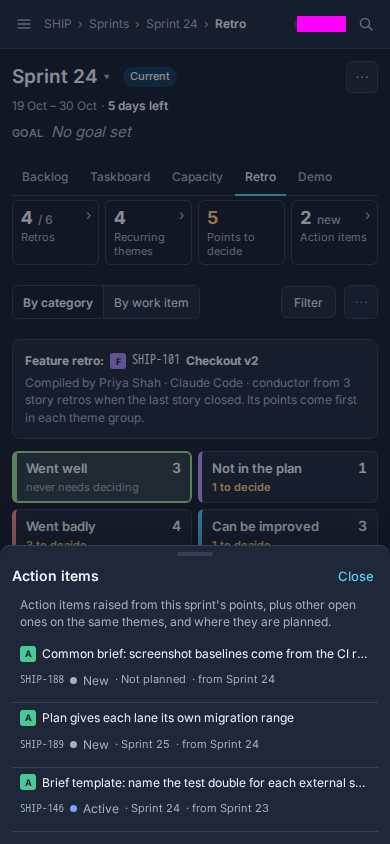 SHIP › Sprints › Sprint 24 › Retro
Sprint 24 ▾ Current ···
19 Oct – 30 Oct · 5 days left
GOAL No goal set
Backlog Taskboard Capacity Retro Demo
4 / 6 › 4 › 5 2 new ›
Retros Recurring themes Points to decide Action items
By category By work item Filter ···
Feature retro: F SHIP-101 Checkout v2
Compiled by Priya Shah · Claude Code · conductor from 3
story retros when the last story closed. Its points come first
in each theme group.
Went well 3 Not in the plan 1
never needs deciding 1 to decide
Went badly 4 Can be improved 3
3 to decide 1 to decide
Action items Close
Action items raised from this sprint's points, plus other open
ones on the same themes, and where they are planned.
A Common brief: screenshot baselines come from the CI r...
SHIP-188 New · Not planned · from Sprint 24
A Plan gives each lane its own migration range
SHIP-189 New · Sprint 25 · from Sprint 24
A Brief template: name the test double for each external s...
SHIP-146 Active · Sprint 24 · from Sprint 23